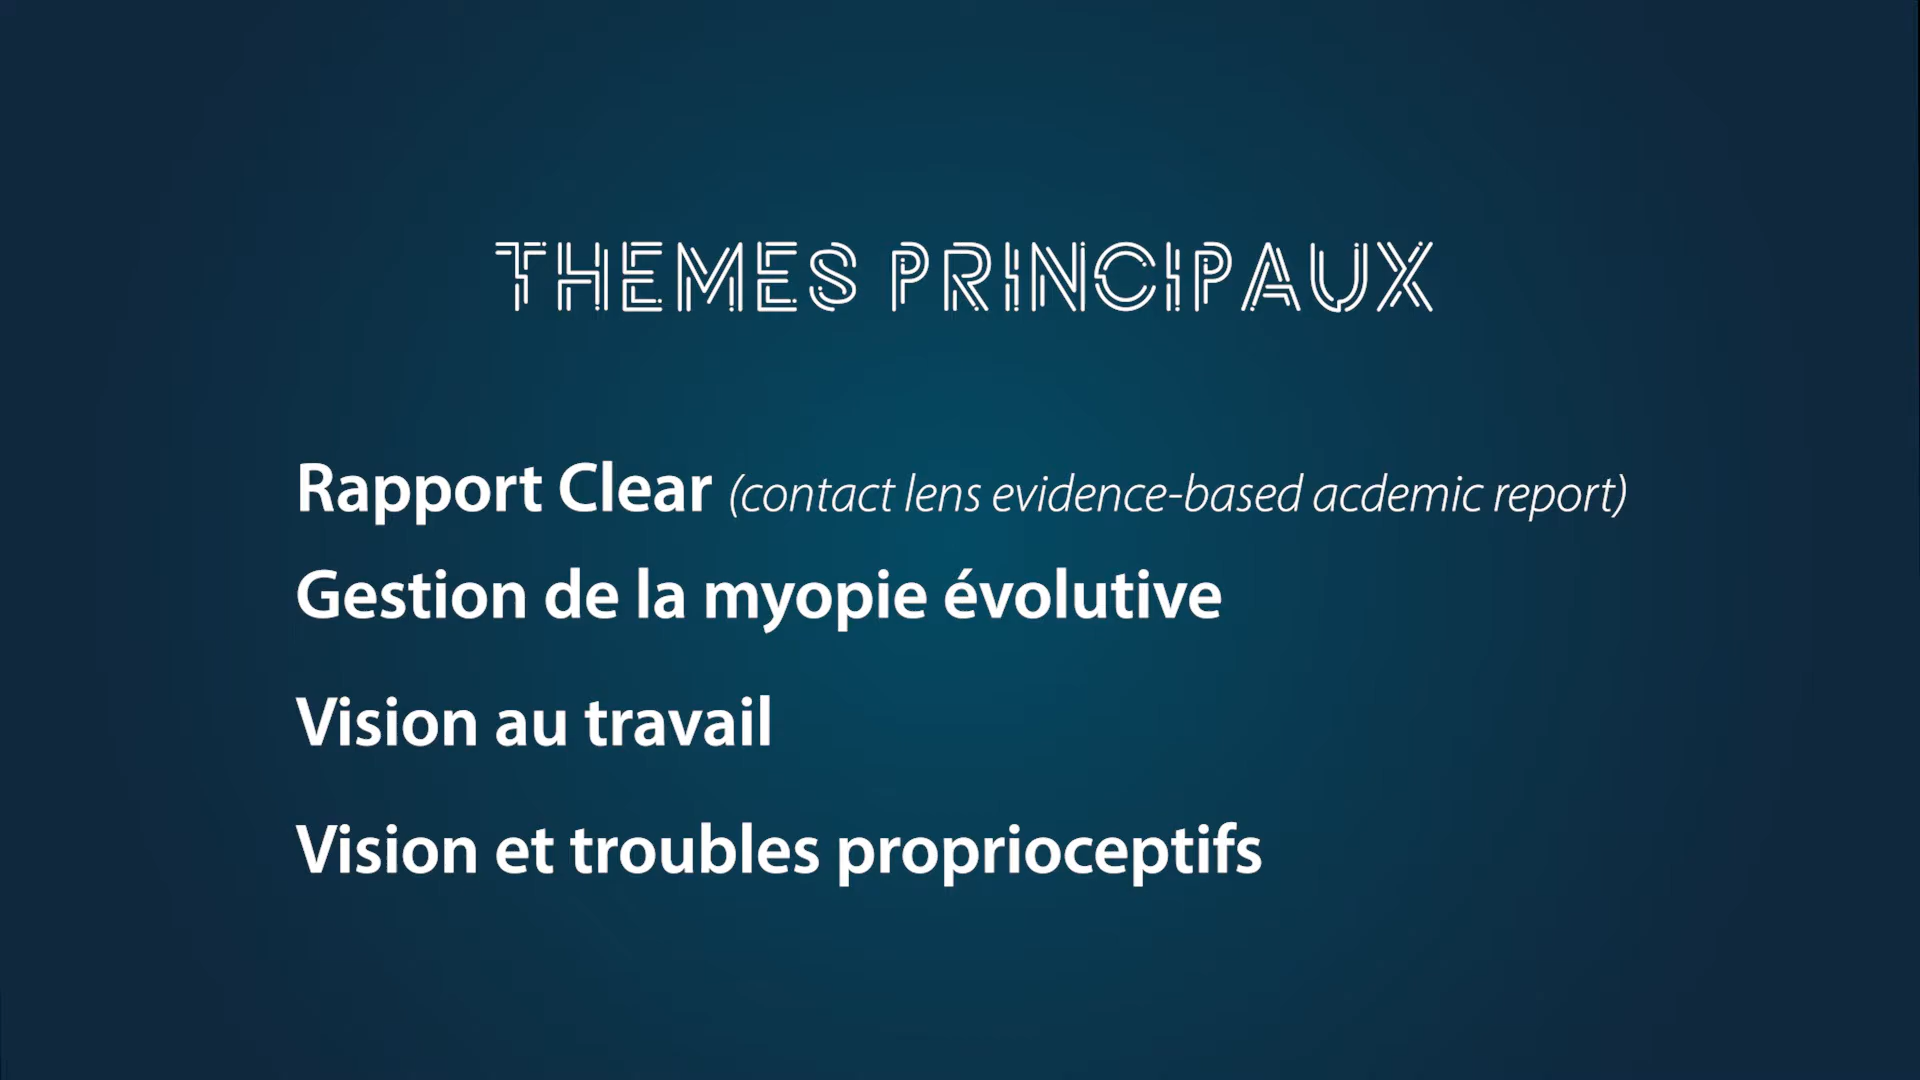 THEMES PRINCIPAUX
Rapport Clear (contact lens evidence-based acdemic report)
Gestion de la myopie évolutive
Vision au travail
Vision et troubles proprioceptifs